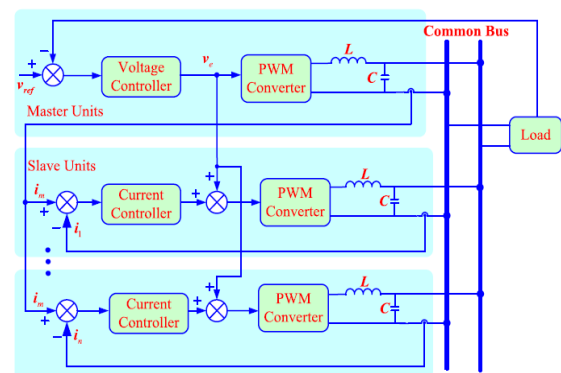 Common Bus
−
+
v_ref
Voltage Controller
v_e
PWM Converter
L
C
Master Units
Load
Slave Units
i_m
+
−
i_1
Current Controller
+
+
PWM Converter
L
C
i_m
+
−
i_n
Current Controller
+
+
PWM Converter
L
C